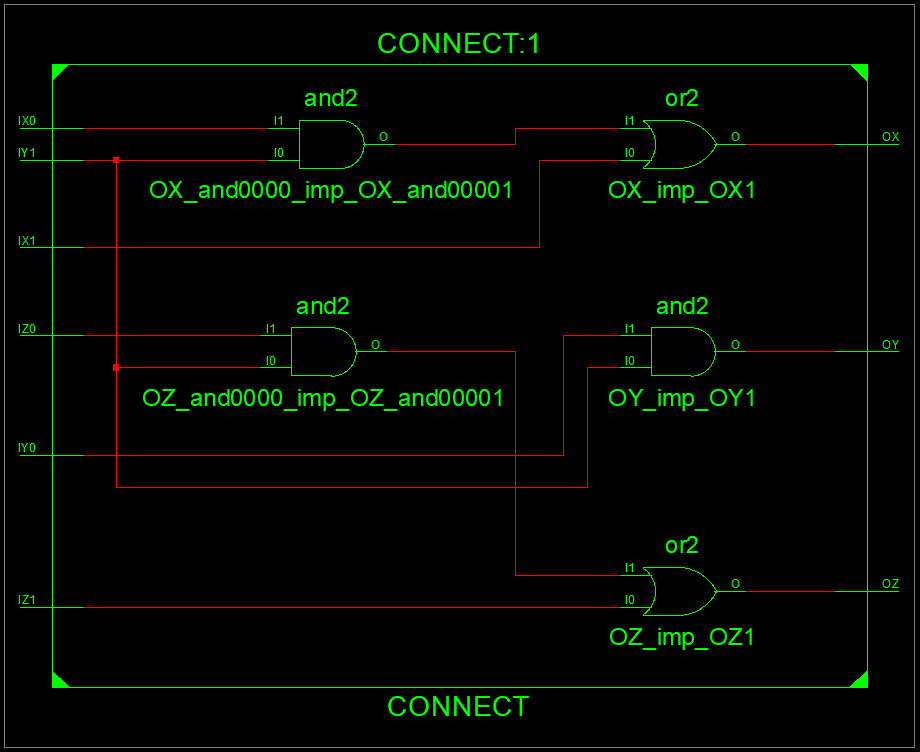 CONNECT:1
and2
or2
IX0
I1
O
I1
O
OX
IY1
I0
I0
OX_and0000_imp_OX_and00001
OX_imp_OX1
IX1
and2
and2
IZ0
I1
O
I1
O
OY
I0
I0
OZ_and0000_imp_OZ_and00001
OY_imp_OY1
IY0
or2
I1
O
OZ
IZ1
I0
OZ_imp_OZ1
CONNECT